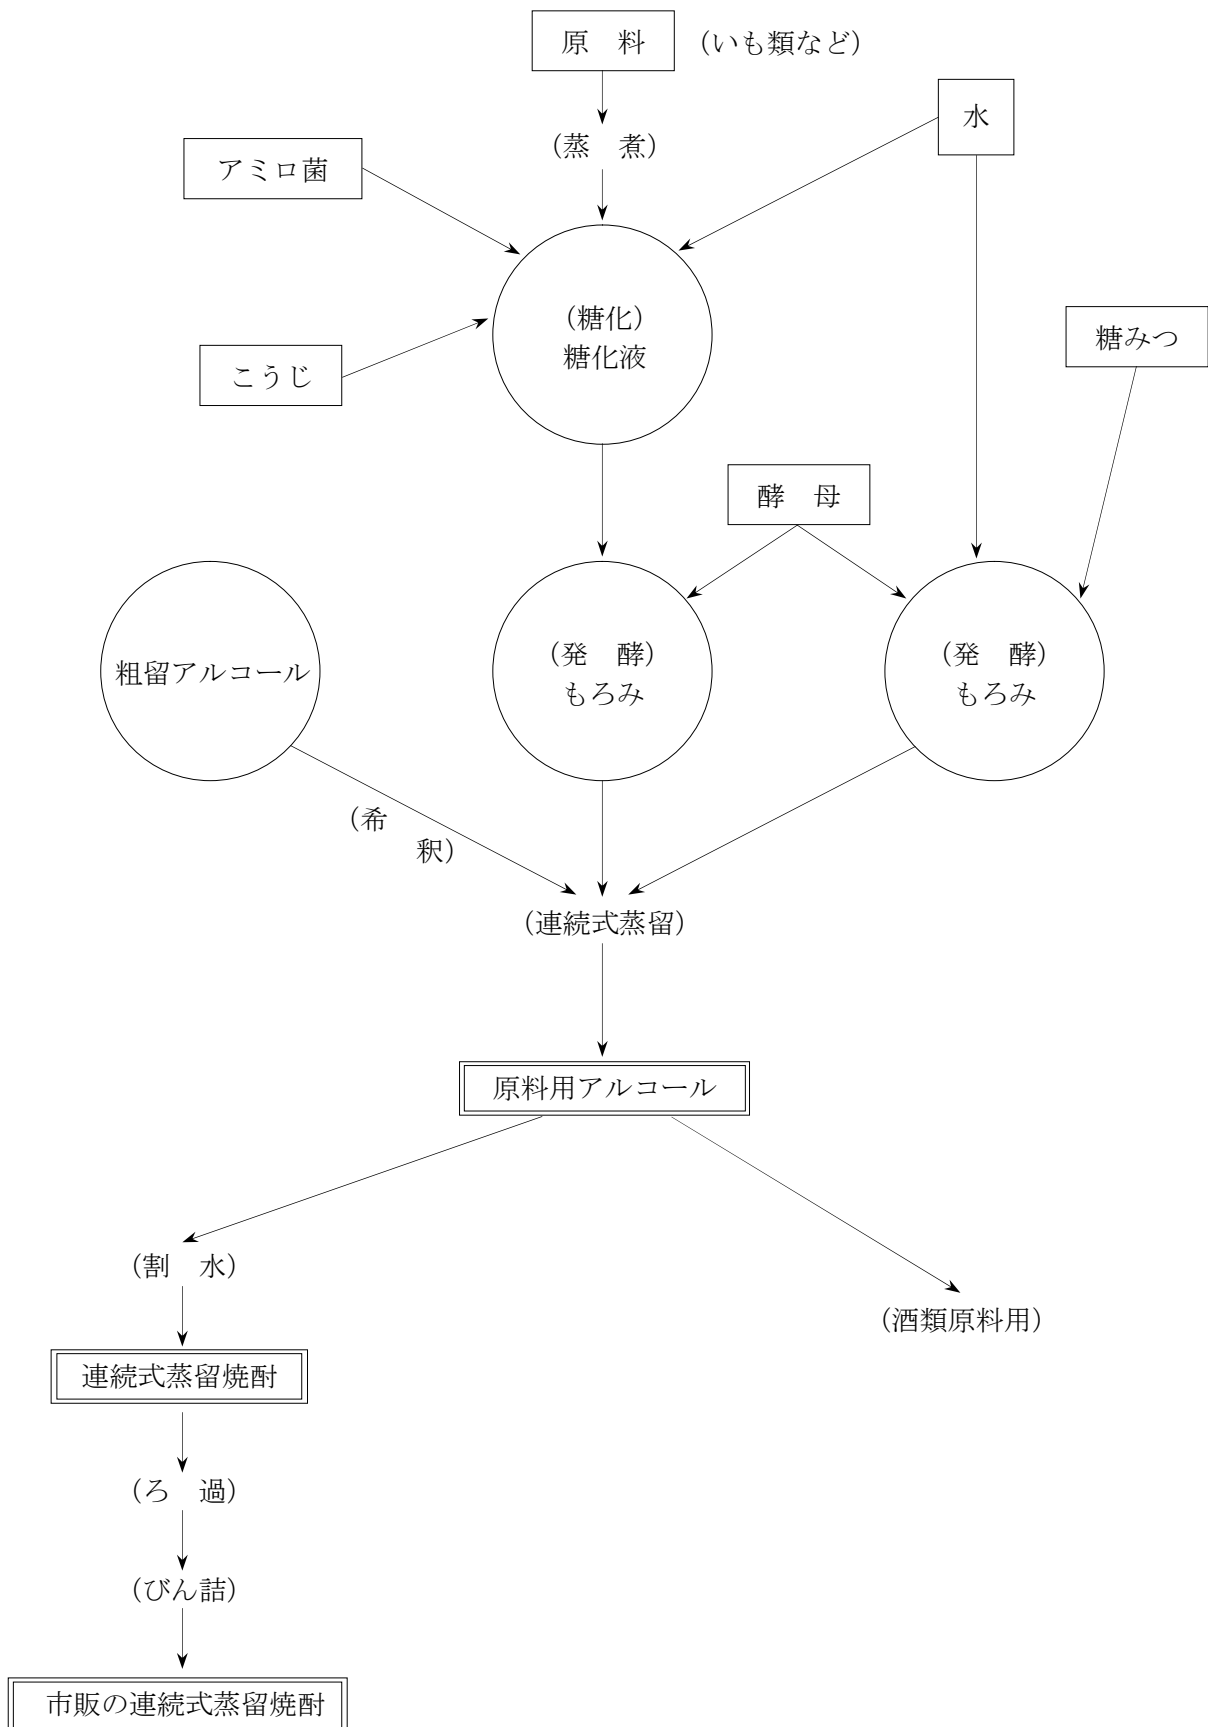 原　料
（いも類など）
水
（蒸　煮）
アミロ菌
（糖化）
糖化液
糖みつ
こうじ
酵　母
粗留アルコール
（発　酵）
もろみ
（発　酵）
もろみ
（希
釈）
（連続式蒸留）
原料用アルコール
（割　水）
（酒類原料用）
連続式蒸留焼酎
（ろ　過）
（びん詰）
市販の連続式蒸留焼酎